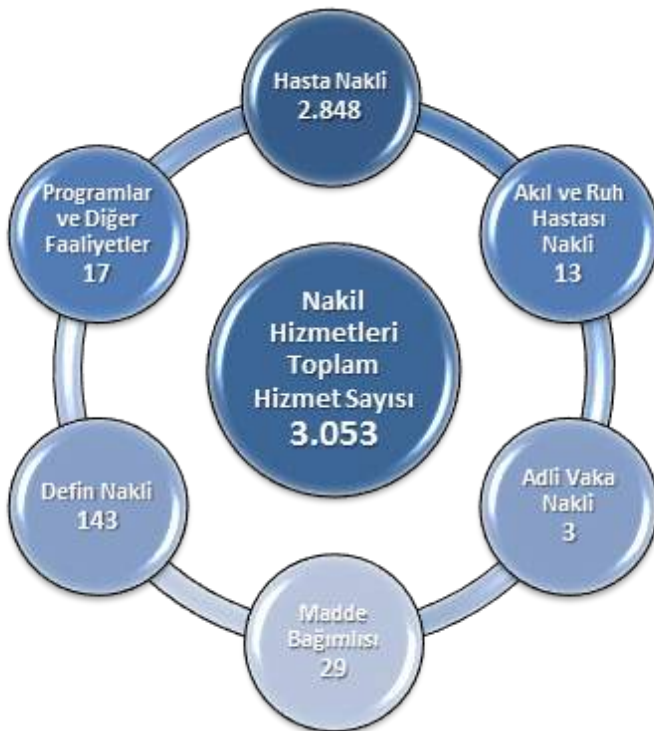 Hasta Nakli
2.848
Akıl ve Ruh
Hastası
Nakli
13
Adli Vaka
Nakli
3
Madde
Bağımlısı
29
Defin Nakli
143
Programlar
ve Diğer
Faaliyetler
17
Nakil
Hizmetleri
Toplam
Hizmet Sayısı
3.053